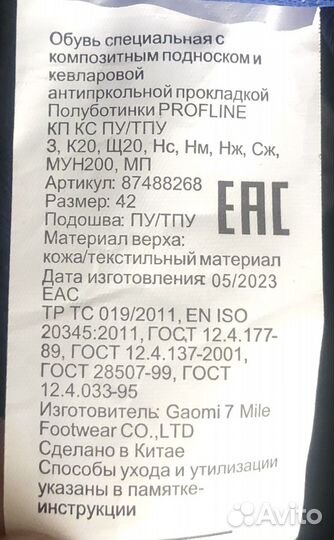 Обувь специальная с
композитным подноском и
кевларовой
антипркольной прокладкой
Полуботинки PROFLINE
КП КС ПУ/ТПУ
З, К20, Щ20, Нс, Нм, Нж, Сж,
МУН200, МП
Артикул: 87488268
Размер: 42
Подошва: ПУ/ТПУ
Материал верха:
кожа/текстильный материал
Дата изготовления: 05/2023
ЕАС
ТР ТС 019/2011, EN ISO
20345:2011, ГОСТ 12.4.177-
89, ГОСТ 12.4.137-2001,
ГОСТ 28507-99, ГОСТ
12.4.033-95
Изготовитель: Gaomi 7 Mile
Footwear CO.,LTD
Сделано в Китае
Способы ухода и утилизации
указаны в памятке-
инструкции
EAC
Avito